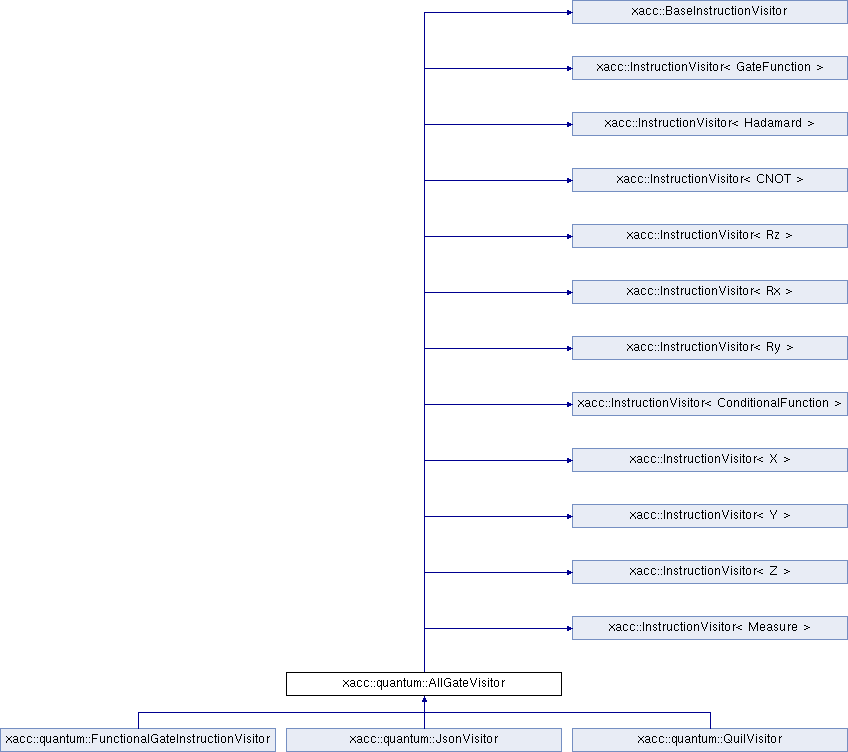 xacc::BaseInstructionVisitor
xacc::InstructionVisitor< GateFunction >
xacc::InstructionVisitor< Hadamard >
xacc::InstructionVisitor< CNOT >
xacc::InstructionVisitor< Rz >
xacc::InstructionVisitor< Rx >
xacc::InstructionVisitor< Ry >
xacc::InstructionVisitor< ConditionalFunction >
xacc::InstructionVisitor< X >
xacc::InstructionVisitor< Y >
xacc::InstructionVisitor< Z >
xacc::InstructionVisitor< Measure >
xacc::quantum::AllGateVisitor
xacc::quantum::FunctionalGateInstructionVisitor
xacc::quantum::JsonVisitor
xacc::quantum::QuilVisitor